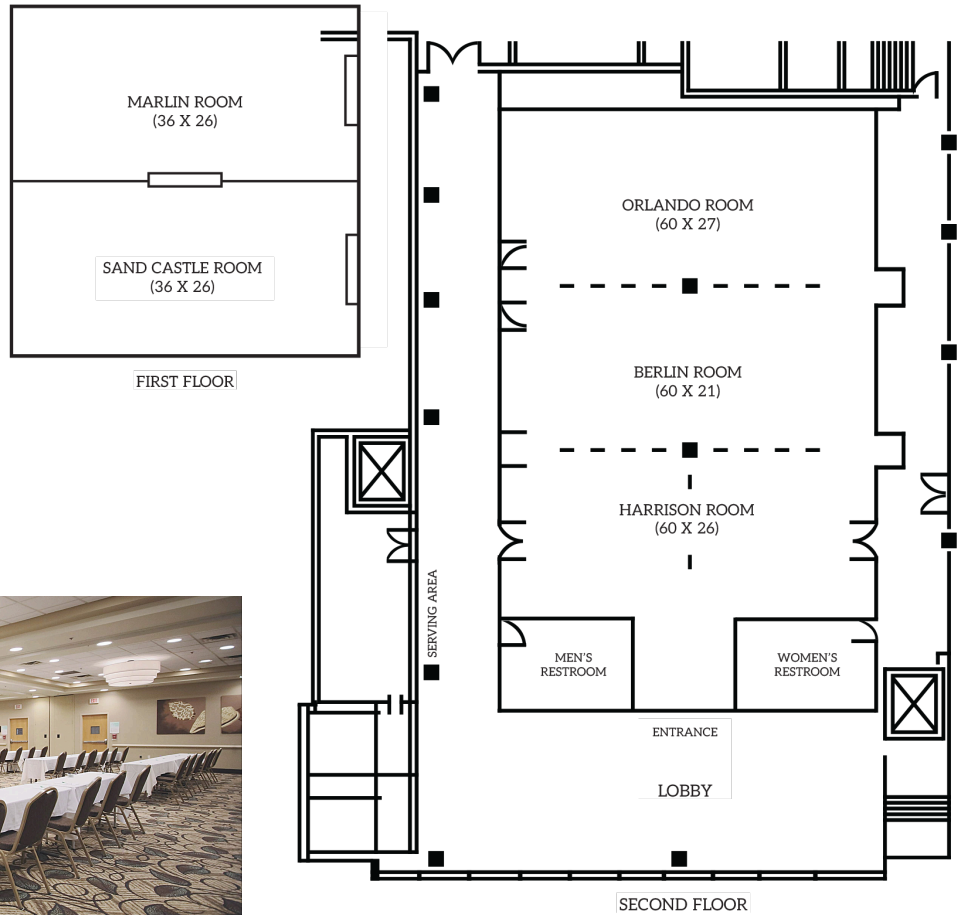 MARLIN ROOM
(36 X 26)
SAND CASTLE ROOM
(36 X 26)
FIRST FLOOR
ORLANDO ROOM
(60 X 27)
BERLIN ROOM
(60 X 21)
HARRISON ROOM
(60 X 26)
SERVING AREA
MEN'S
RESTROOM
WOMEN'S
RESTROOM
ENTRANCE
LOBBY
SECOND FLOOR